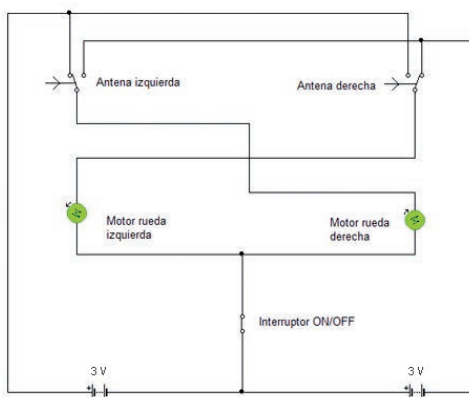 Antena izquierda
Antena derecha
M
Motor rueda
izquierda
M
Motor rueda
derecha
Interruptor ON/OFF
3 V
3 V